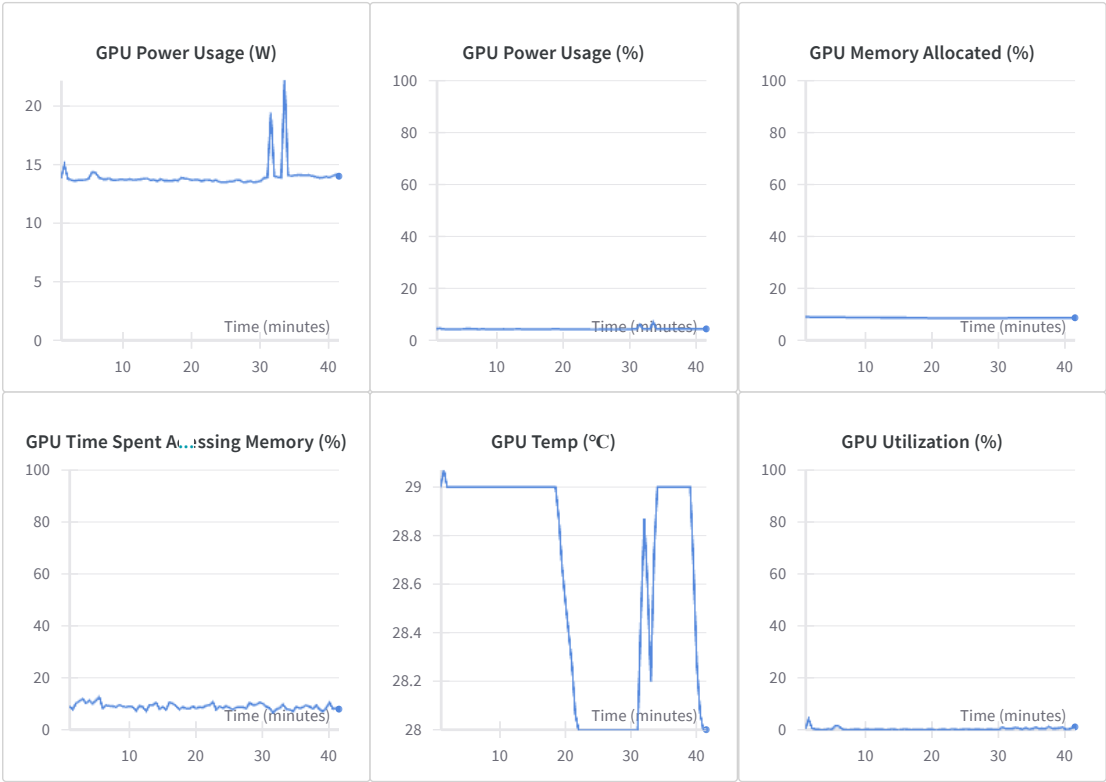 GPU Power Usage (W)
20
15
10
5
0
Time (minutes)
10 20 30 40
GPU Power Usage (%)
100
80
60
40
20
0
Time (minutes)
10 20 30 40
GPU Memory Allocated (%)
100
80
60
40
20
0
Time (minutes)
10 20 30 40
GPU Time Spent A...essing Memory (%)
100
80
60
40
20
0
Time (minutes)
10 20 30 40
GPU Temp (℃)
29
28.8
28.6
28.4
28.2
28
Time (minutes)
10 20 30 40
GPU Utilization (%)
100
80
60
40
20
0
Time (minutes)
10 20 30 40